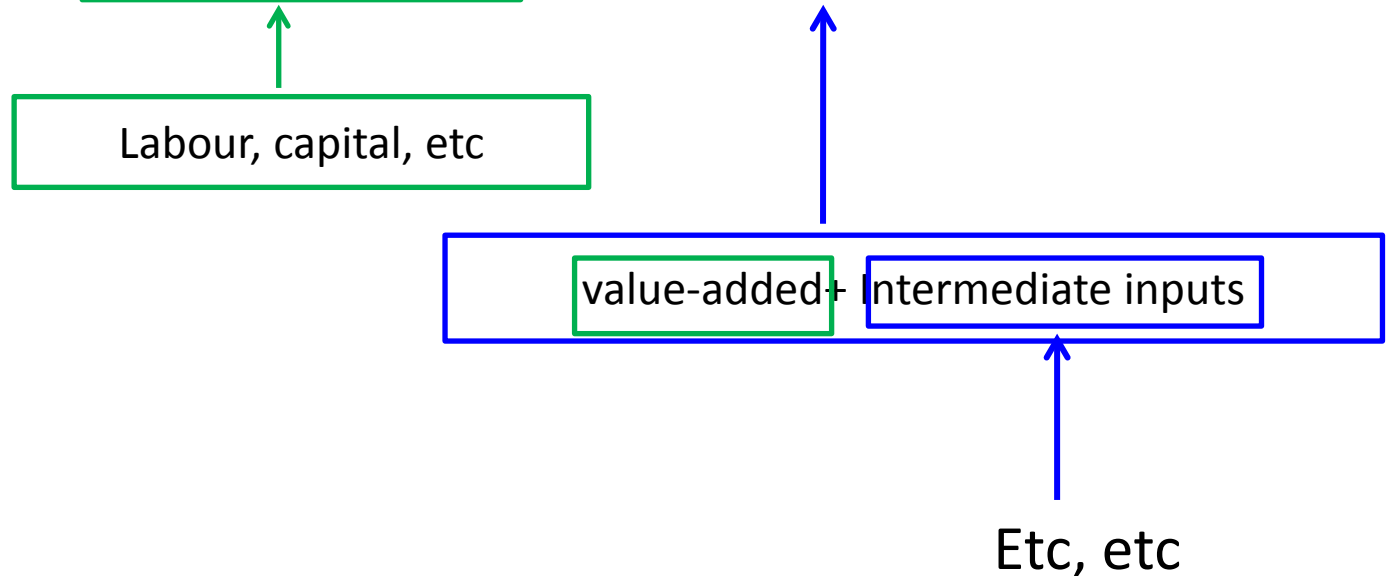 Labour, capital, etc
value-added+ Intermediate inputs
Etc, etc